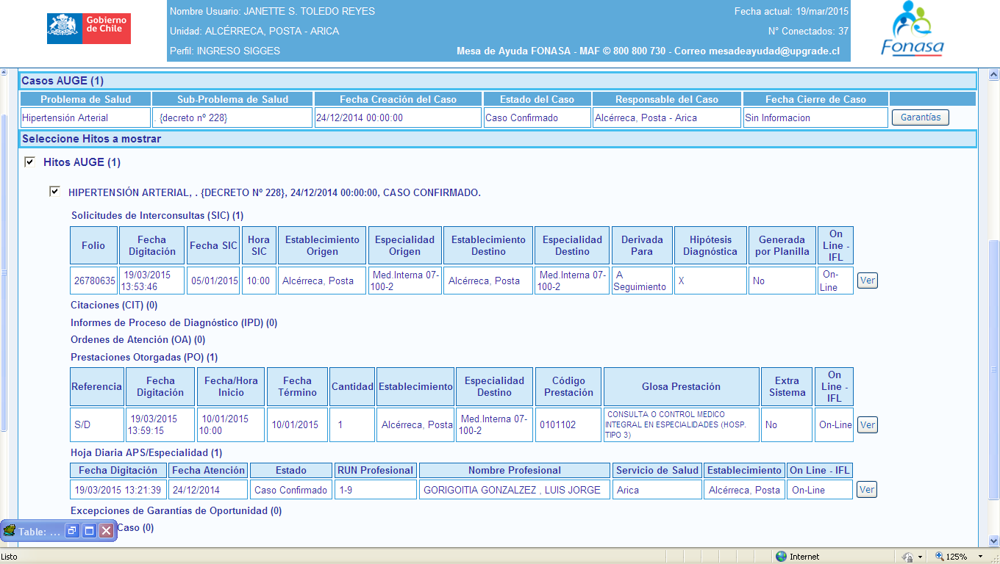 Gobierno
de Chile
Nombre Usuario: JANETTE S. TOLEDO REYES
Fecha actual: 19/mar/2015
Unidad: ALCÉRRECA, POSTA - ARICA
N° Conectados: 37
Perfil: INGRESO SIGGES
Mesa de Ayuda FONASA - MAF © 800 800 730 - Correo mesadeayudad@upgrade.cl
Fonasa
Casos AUGE (1)
Problema de Salud Sub-Problema de Salud Fecha Creación del Caso Estado del Caso Responsable del Caso Fecha Cierre de Caso
Hipertensión Arterial . {decreto nº 228} 24/12/2014 00:00:00 Caso Confirmado Alcérreca, Posta - Arica Sin Informacion Garantías
Seleccione Hitos a mostrar
Hitos AUGE (1)
HIPERTENSIÓN ARTERIAL, . {DECRETO Nº 228}, 24/12/2014 00:00:00, CASO CONFIRMADO.
Solicitudes de Interconsultas (SIC) (1)
Folio Fecha Digitación Fecha SIC Hora SIC Establecimiento Origen Especialidad Origen Establecimiento Destino Especialidad Destino Derivada Para Hipótesis Diagnóstica Generada por Planilla On Line - IFL
26780635 19/03/2015 13:53:46 05/01/2015 10:00 Alcérreca, Posta Med.Interna 07-100-2 Alcérreca, Posta Med.Interna 07-100-2 A Seguimiento X No On-Line Ver
Citaciones (CIT) (0)
Informes de Proceso de Diagnóstico (IPD) (0)
Ordenes de Atención (OA) (0)
Prestaciones Otorgadas (PO) (1)
Referencia Fecha Digitación Fecha/Hora Inicio Fecha Término Cantidad Establecimiento Especialidad Destino Código Prestación Glosa Prestación Extra Sistema On Line - IFL
S/D 19/03/2015 13:59:15 10/01/2015 10:00 10/01/2015 1 Alcérreca, Posta Med.Interna 07-100-2 0101102 CONSULTA O CONTROL MEDICO INTEGRAL EN ESPECIALIDADES (HOSP. TIPO 3) No On-Line Ver
Hoja Diaria APS/Especialidad (1)
Fecha Digitación Fecha Atención Estado RUN Profesional Nombre Profesional Servicio de Salud Establecimiento On Line - IFL
19/03/2015 13:21:39 24/12/2014 Caso Confirmado 1-9 GORIGOITIA GONZALZEZ , LUIS JORGE Arica Alcérreca, Posta On-Line Ver
Excepciones de Garantías de Oportunidad (0)
Caso (0)
Table: ...
Listo
Internet
125%